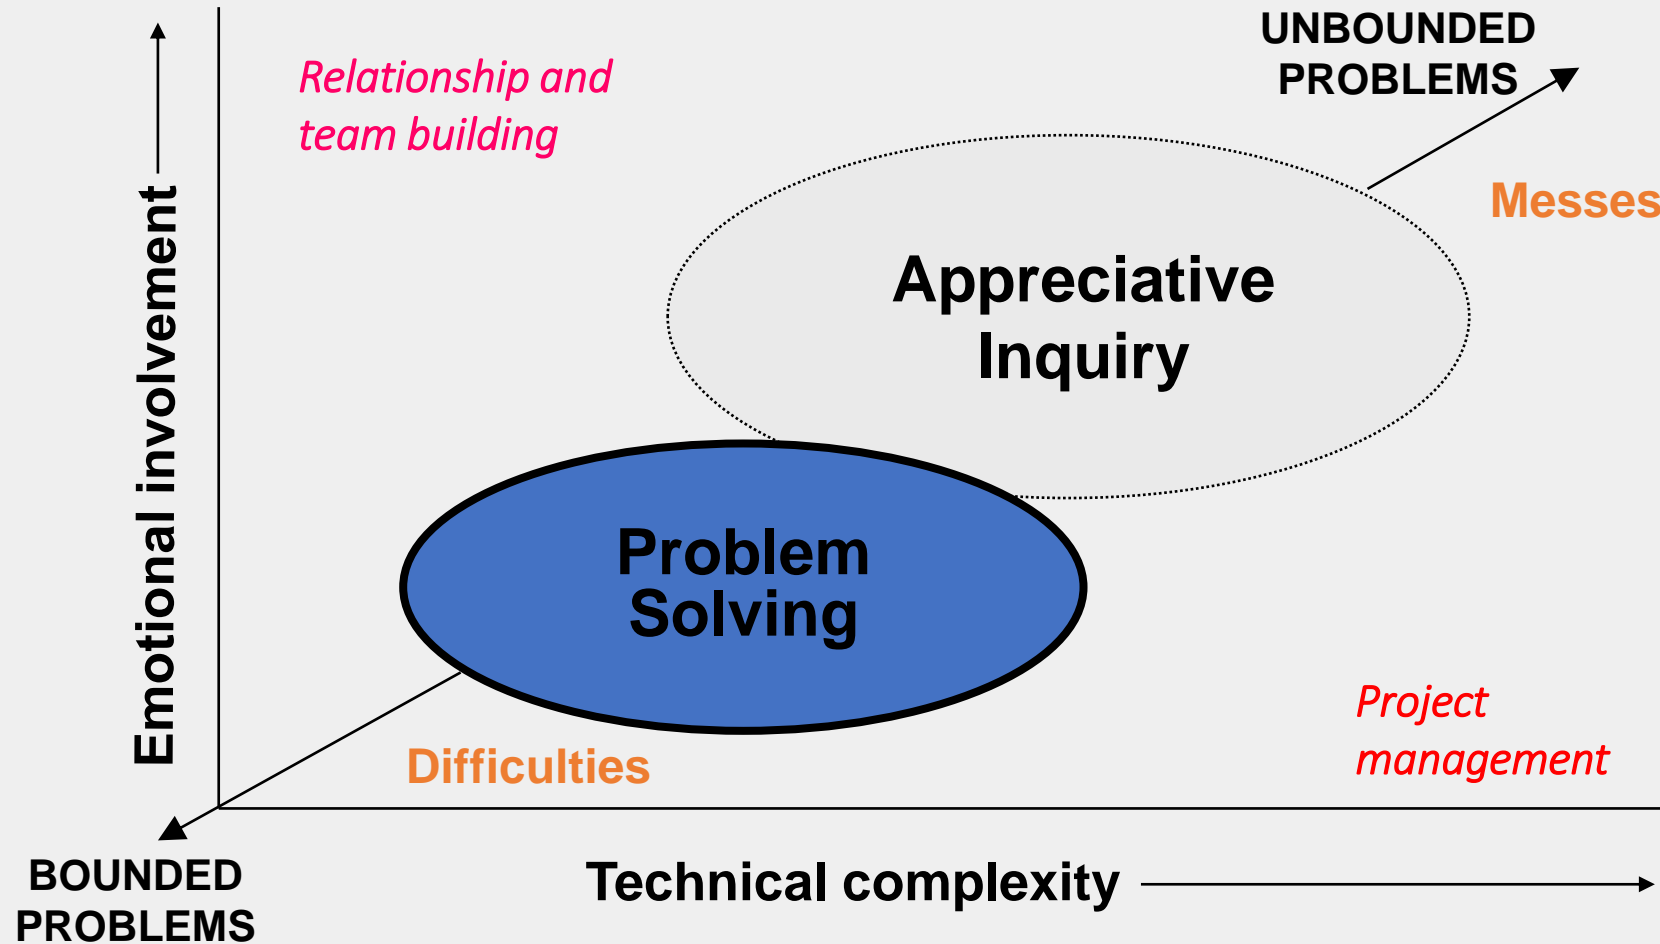 UNBOUNDED
PROBLEMS
Relationship and
team building
Messes
Emotional involvement
Appreciative
Inquiry
Problem
Solving
Project
management
Difficulties
BOUNDED
PROBLEMS
Technical complexity